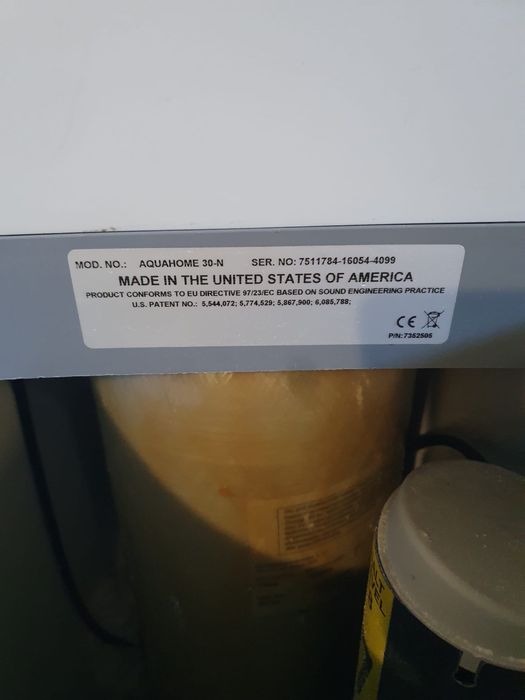 MOD. NO.: AQUAHOME 30-N SER. NO: 7511784-16054-4099
MADE IN THE UNITED STATES OF AMERICA
PRODUCT CONFORMS TO EU DIRECTIVE 97/23/EC BASED ON SOUND ENGINEERING PRACTICE
U.S. PATENT NO.: 5,544,072; 5,774,529; 5,867,900; 6,085,788;
CE
P/N: 7352505